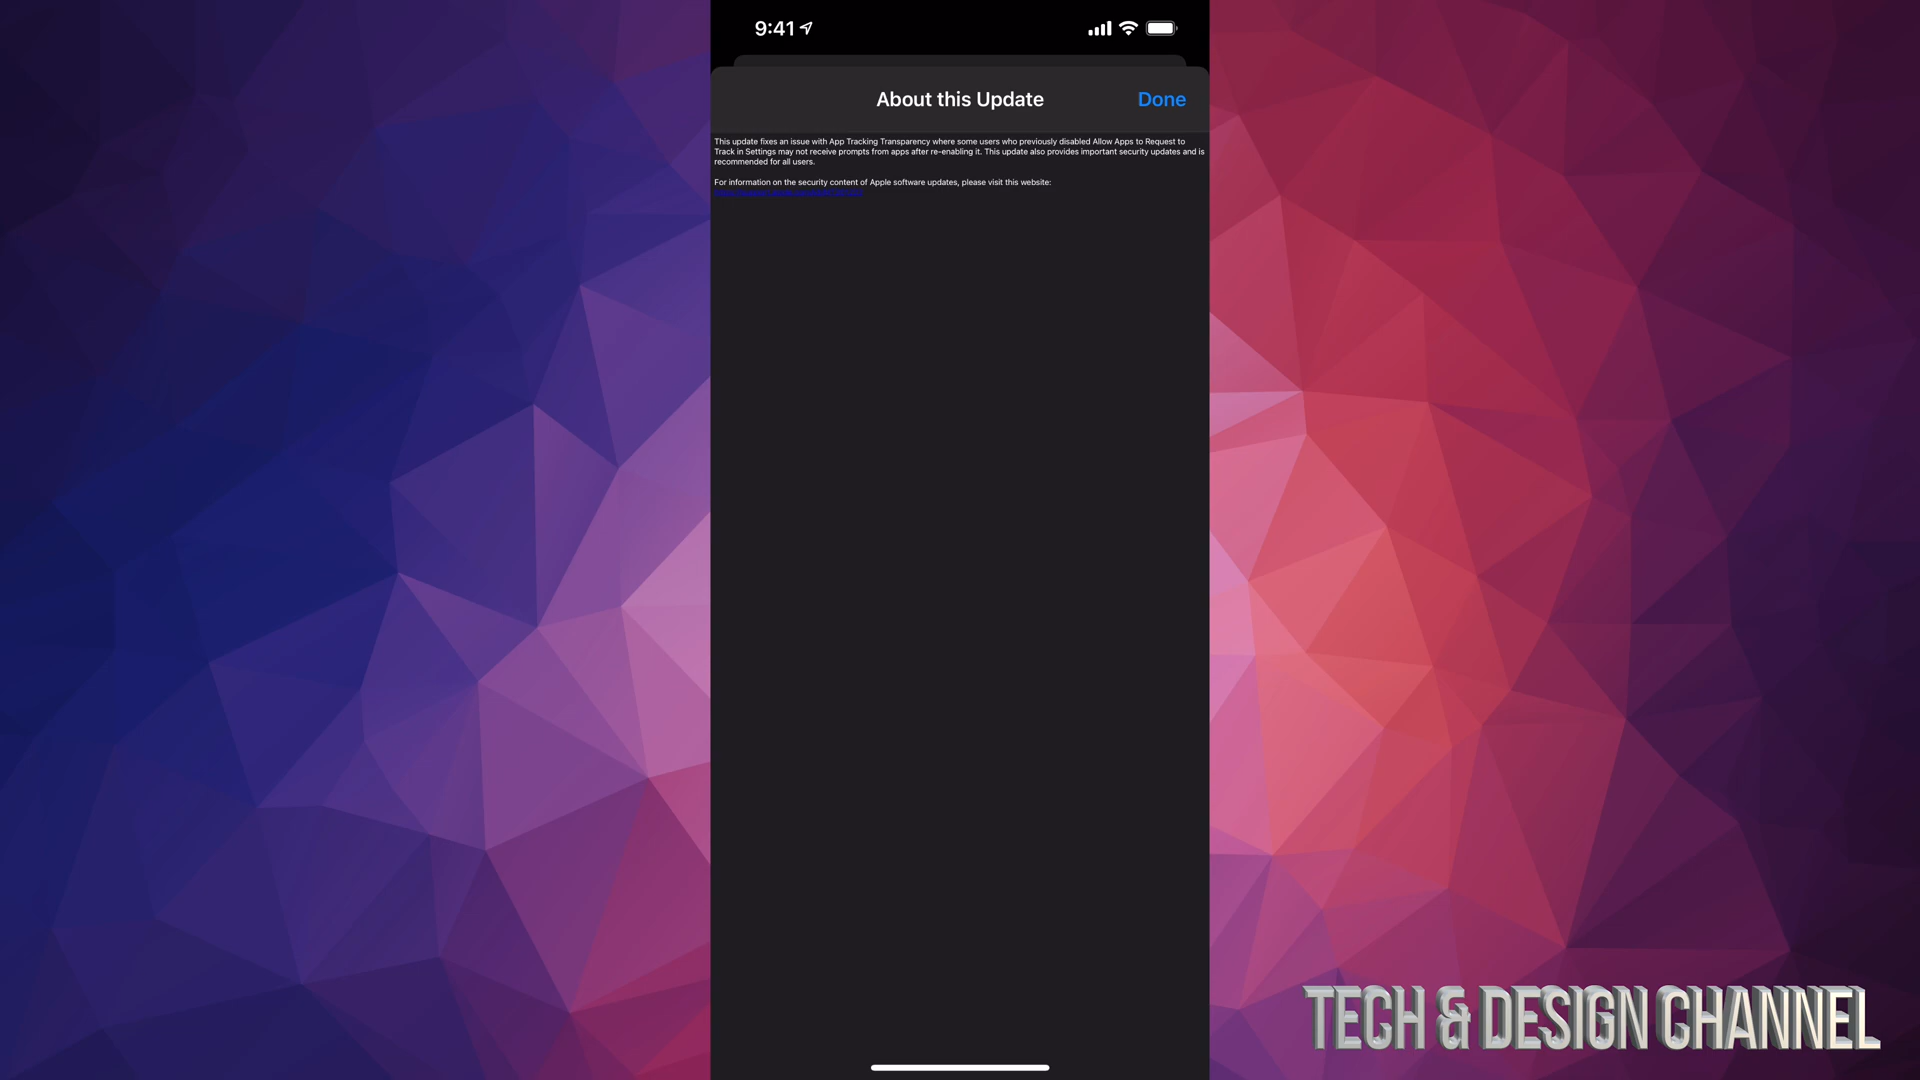 9:41
About this Update
Done
This update fixes an issue with App Tracking Transparency where some users who previously disabled Allow Apps to Request to
Track in Settings may not receive prompts from apps after re-enabling it. This update also provides important security updates and is
recommended for all users.
For information on the security content of Apple software updates, please visit this website:
TECH & DESIGN CHANNEL